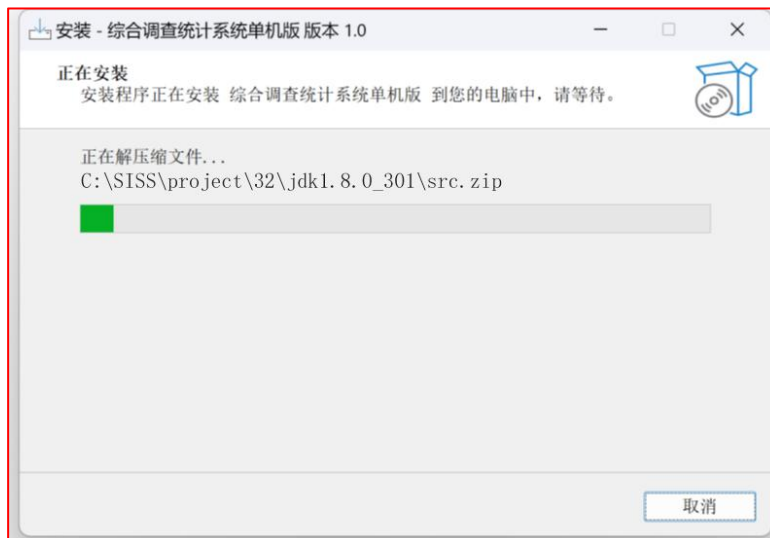 安装 - 综合调查统计系统单机版 版本 1.0
正在安装
安装程序正在安装 综合调查统计系统单机版 到您的电脑中，请等待。
正在解压缩文件...
C:\SISS\project\32\jdk1.8.0_301\src.zip
取消